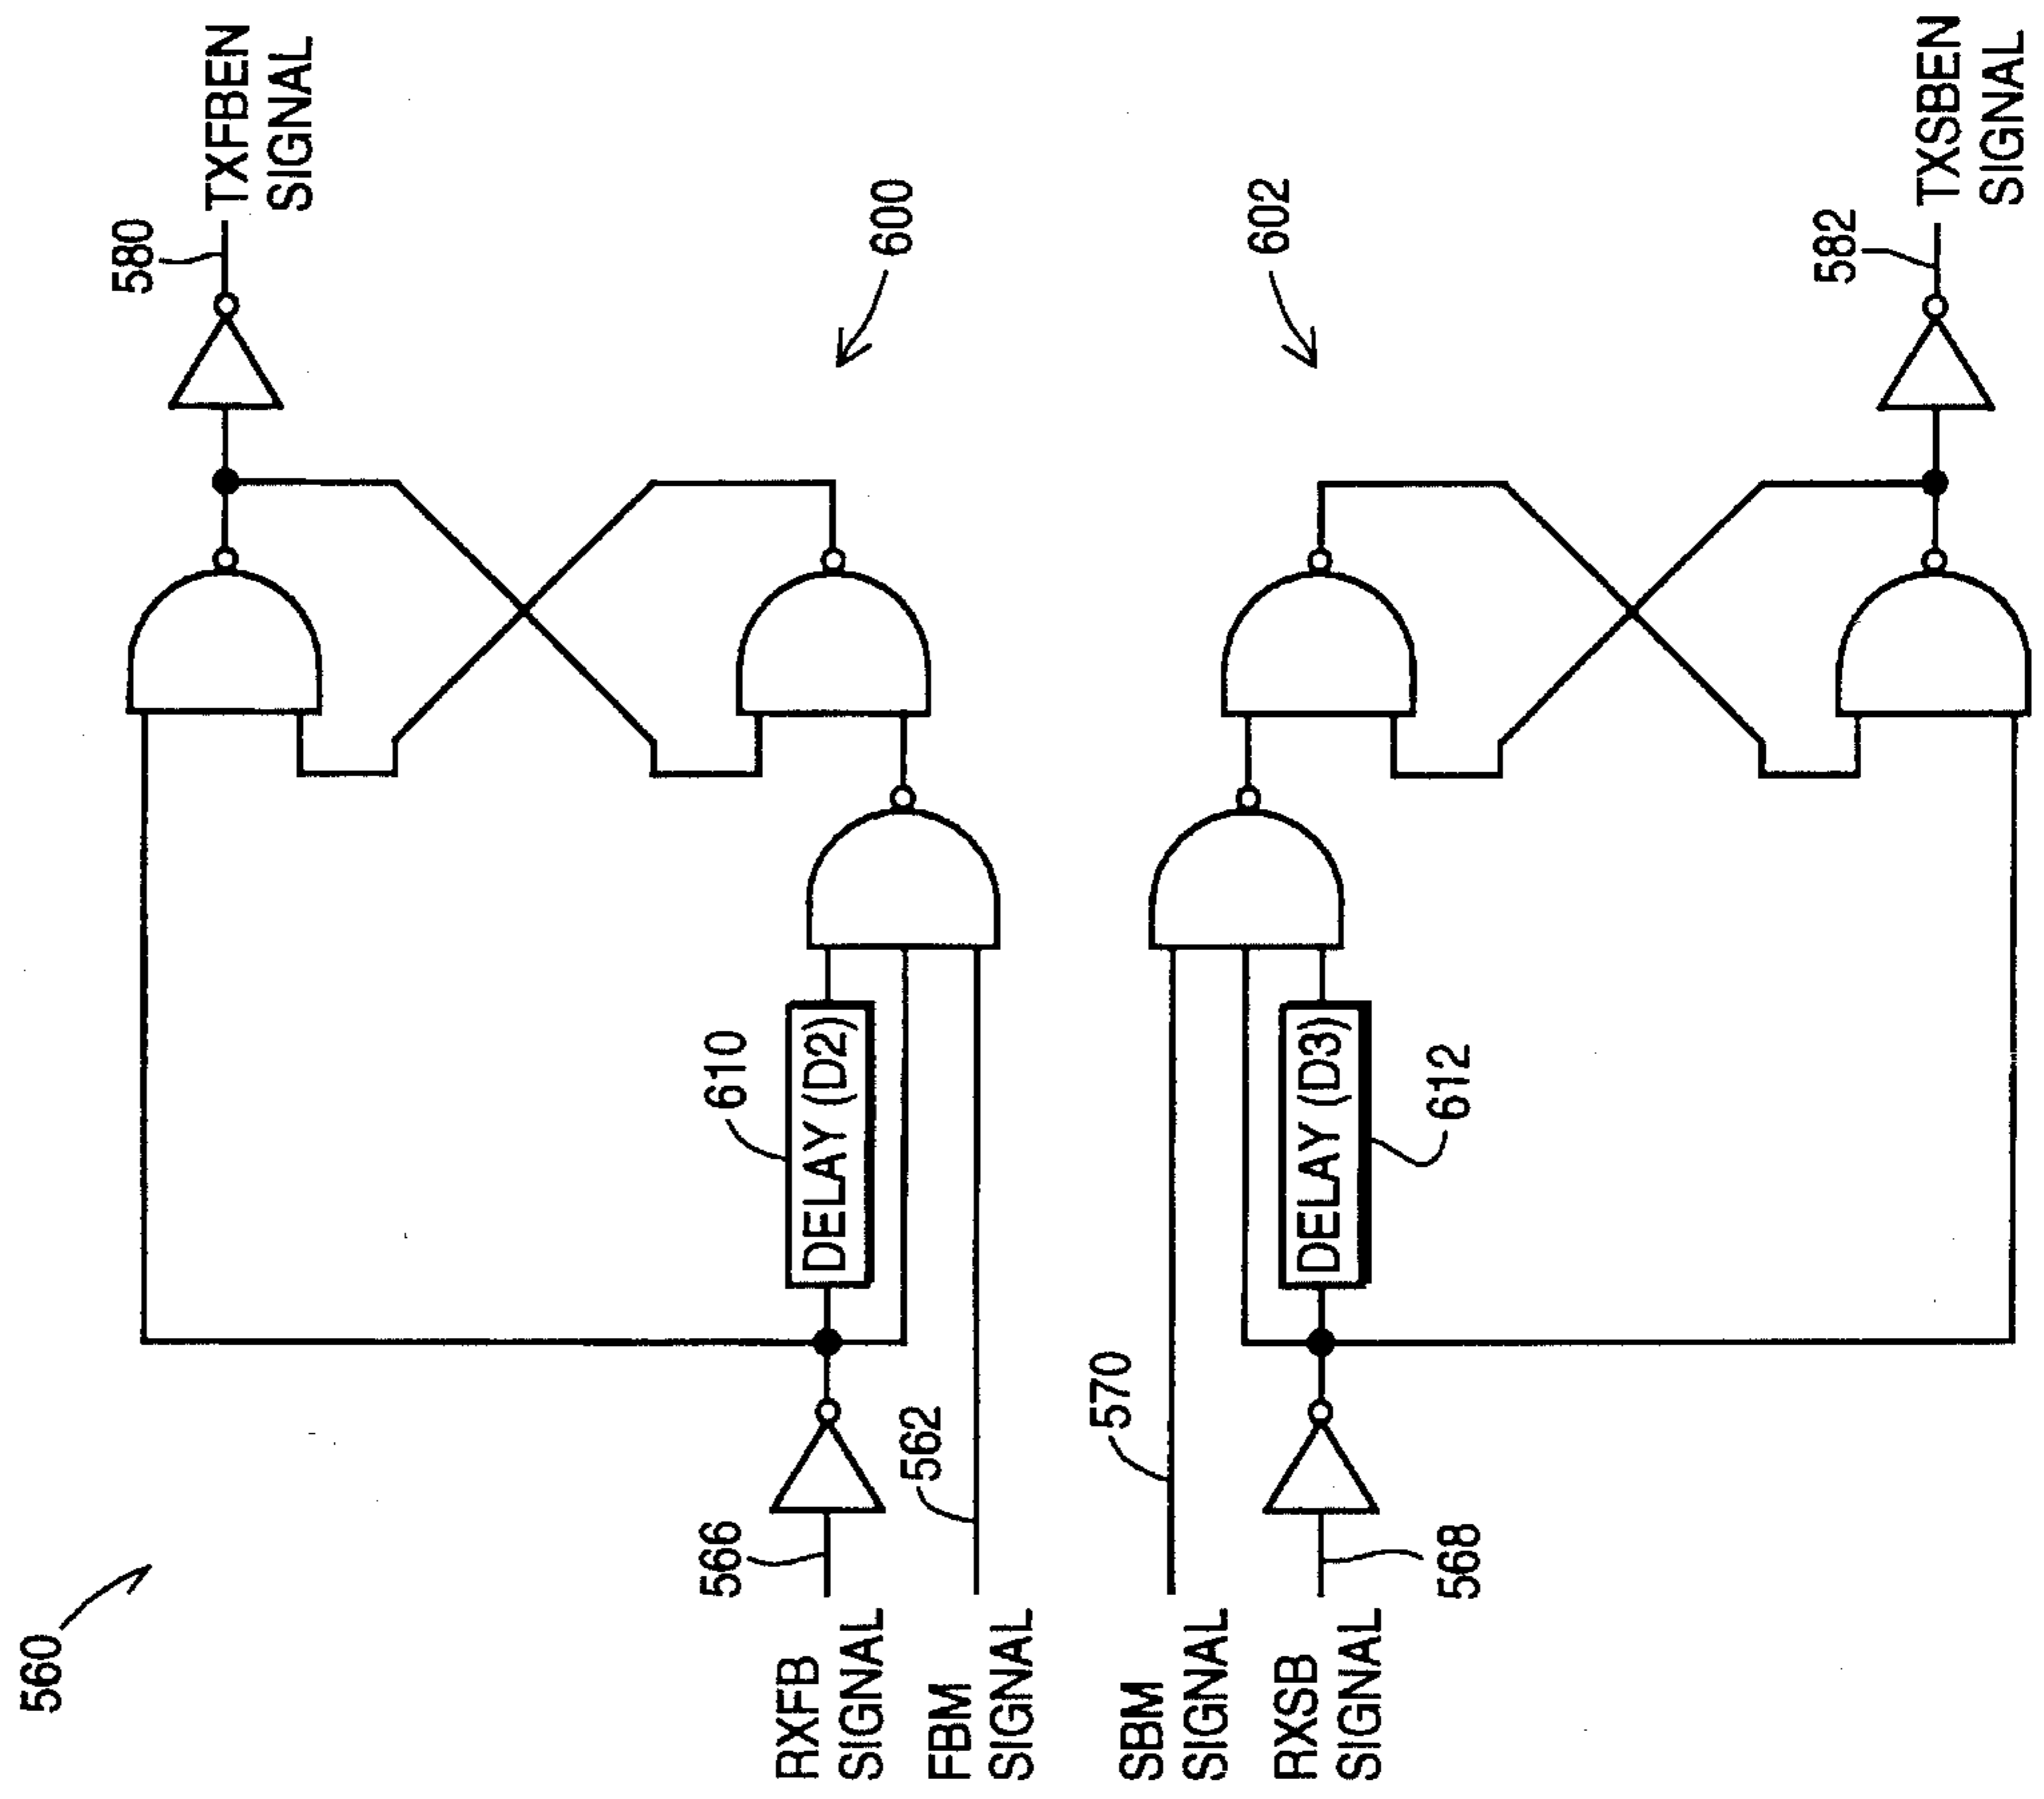 560
RXFB
SIGNAL
FBM
SIGNAL
SBM
SIGNAL
RXSB
SIGNAL
566
562
570
568
610
DELAY (D2)
DELAY (D3)
612
600
602
580
TXFBEN
SIGNAL
582
TXSBEN
SIGNAL